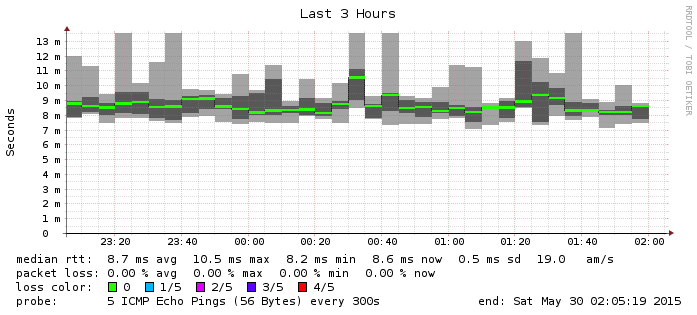 Last 3 Hours
RRDTOOL / TOBI OETIKER
Seconds
13 m
12 m
11 m
10 m
9 m
8 m
7 m
6 m
5 m
4 m
3 m
2 m
1 m
0
23:20 23:40 00:00 00:20 00:40 01:00 01:20 01:40 02:00
median rtt: 8.7 ms avg 10.5 ms max 8.2 ms min 8.6 ms now 0.5 ms sd 19.0 am/s
packet loss: 0.00 % avg 0.00 % max 0.00 % min 0.00 % now
loss color: 0 1/5 2/5 3/5 4/5
probe: 5 ICMP Echo Pings (56 Bytes) every 300s end: Sat May 30 02:05:19 2015